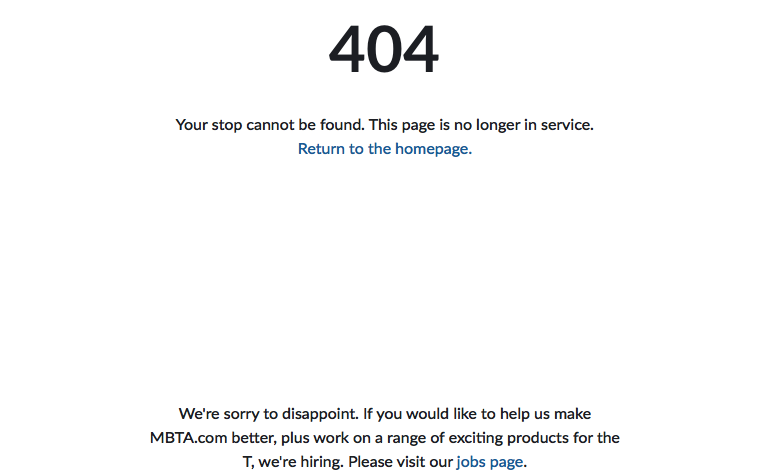 404
Your stop cannot be found. This page is no longer in service.
Return to the homepage.
We're sorry to disappoint. If you would like to help us make
MBTA.com better, plus work on a range of exciting products for the
T, we're hiring. Please visit our jobs page.